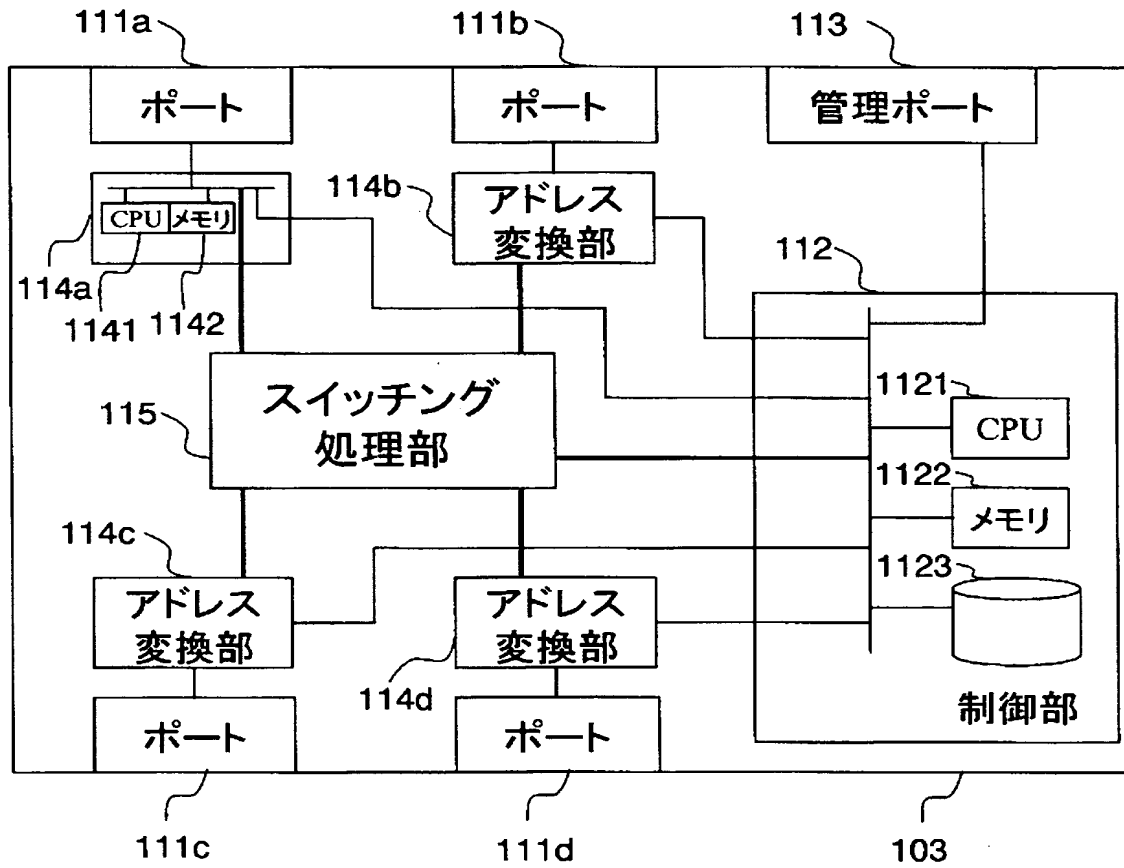 111a
111b
113
ポート
ポート
管理ポート
114b
アドレス
変換部
CPU
メモリ
112
114a
1141
1142
スイッチング
処理部
115
1121
CPU
1122
メモリ
114c
1123
アドレス
変換部
アドレス
変換部
114d
制御部
ポート
ポート
111c
111d
103